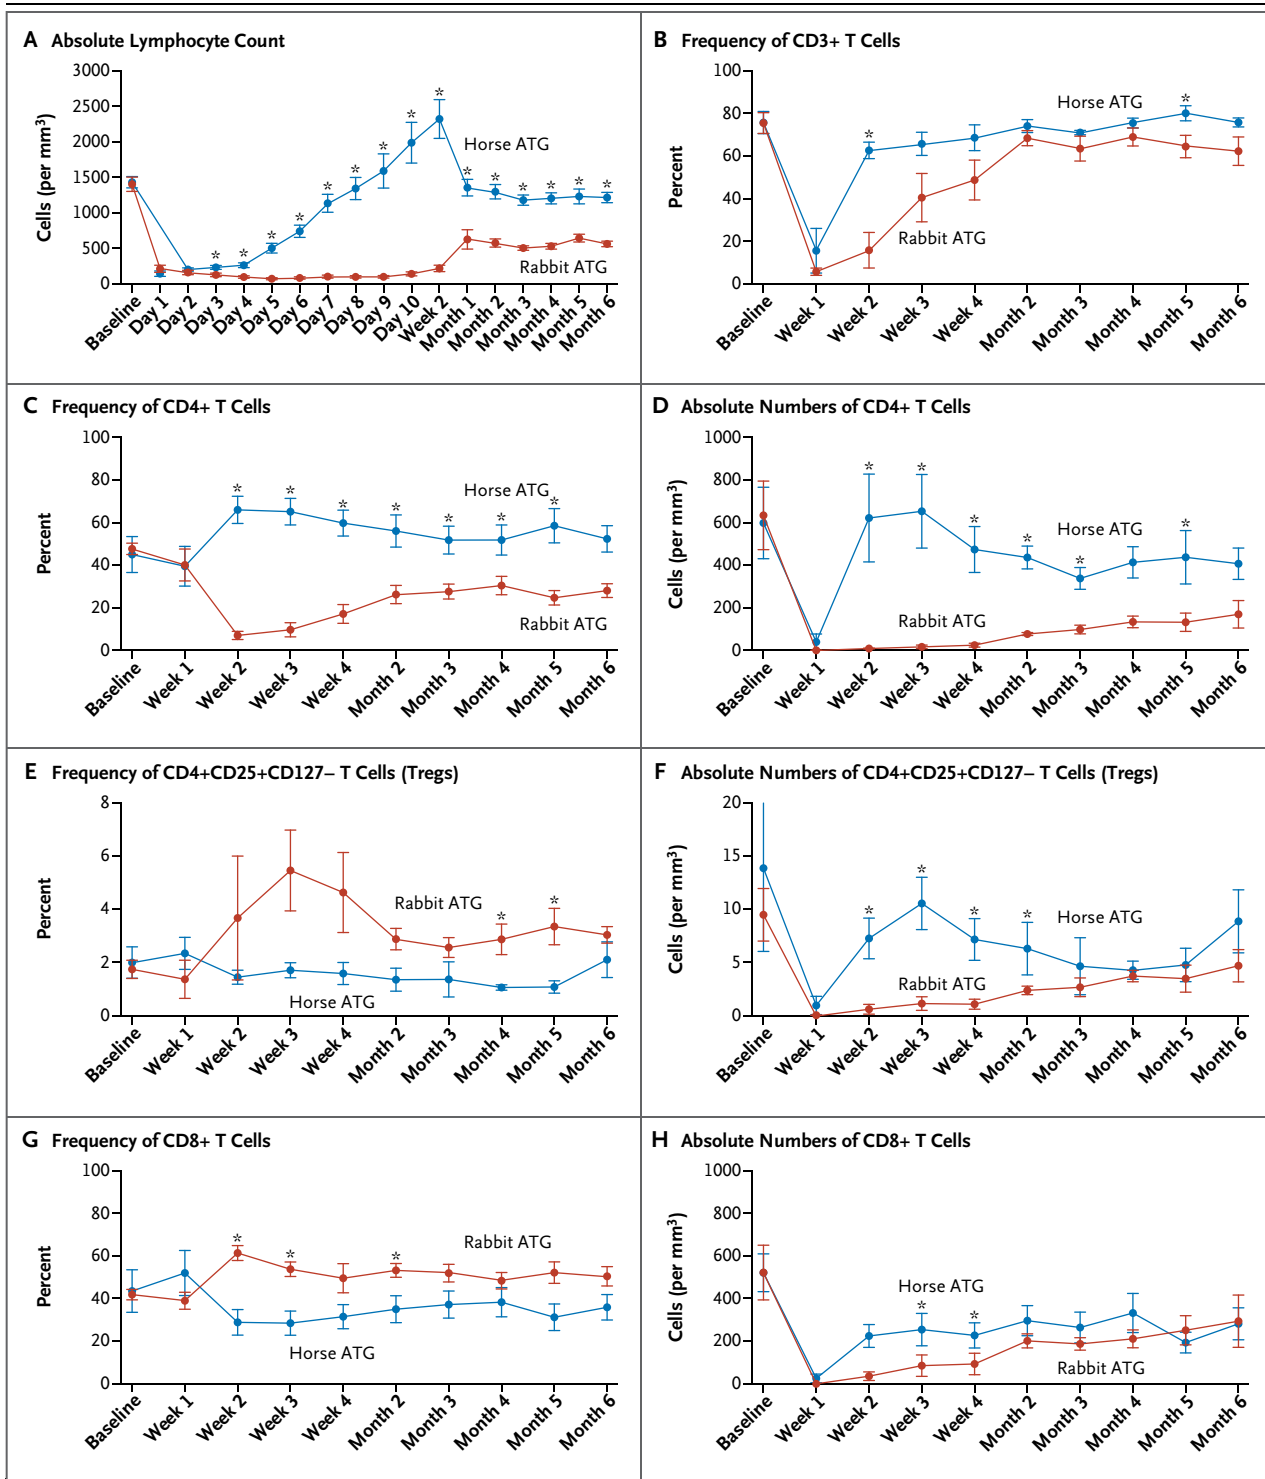 A Absolute Lymphocyte Count
3000
2500
2000
1500
1000
500
0
Cells (per mm³)
* * * * * * * * * * * * * * *
Horse ATG
Rabbit ATG
Baseline Day 1 Day 2 Day 3 Day 4 Day 5 Day 6 Day 7 Day 8 Day 9 Day 10 Week 2 Month 1 Month 2 Month 3 Month 4 Month 5 Month 6
B Frequency of CD3+ T Cells
100
80
60
40
20
0
Percent
* *
Horse ATG
Rabbit ATG
Baseline Week 1 Week 2 Week 3 Week 4 Month 2 Month 3 Month 4 Month 5 Month 6
C Frequency of CD4+ T Cells
100
80
60
40
20
0
Percent
* * * * * * *
Horse ATG
Rabbit ATG
Baseline Week 1 Week 2 Week 3 Week 4 Month 2 Month 3 Month 4 Month 5 Month 6
D Absolute Numbers of CD4+ T Cells
1000
800
600
400
200
0
Cells (per mm³)
* * * * * *
Horse ATG
Rabbit ATG
Baseline Week 1 Week 2 Week 3 Week 4 Month 2 Month 3 Month 4 Month 5 Month 6
E Frequency of CD4+CD25+CD127– T Cells (Tregs)
8
6
4
2
0
Percent
* *
Rabbit ATG
Horse ATG
Baseline Week 1 Week 2 Week 3 Week 4 Month 2 Month 3 Month 4 Month 5 Month 6
F Absolute Numbers of CD4+CD25+CD127– T Cells (Tregs)
20
15
10
5
0
Cells (per mm³)
* * * *
Horse ATG
Rabbit ATG
Baseline Week 1 Week 2 Week 3 Week 4 Month 2 Month 3 Month 4 Month 5 Month 6
G Frequency of CD8+ T Cells
100
80
60
40
20
0
Percent
* * *
Rabbit ATG
Horse ATG
Baseline Week 1 Week 2 Week 3 Week 4 Month 2 Month 3 Month 4 Month 5 Month 6
H Absolute Numbers of CD8+ T Cells
1000
800
600
400
200
0
Cells (per mm³)
* *
Horse ATG
Rabbit ATG
Baseline Week 1 Week 2 Week 3 Week 4 Month 2 Month 3 Month 4 Month 5 Month 6